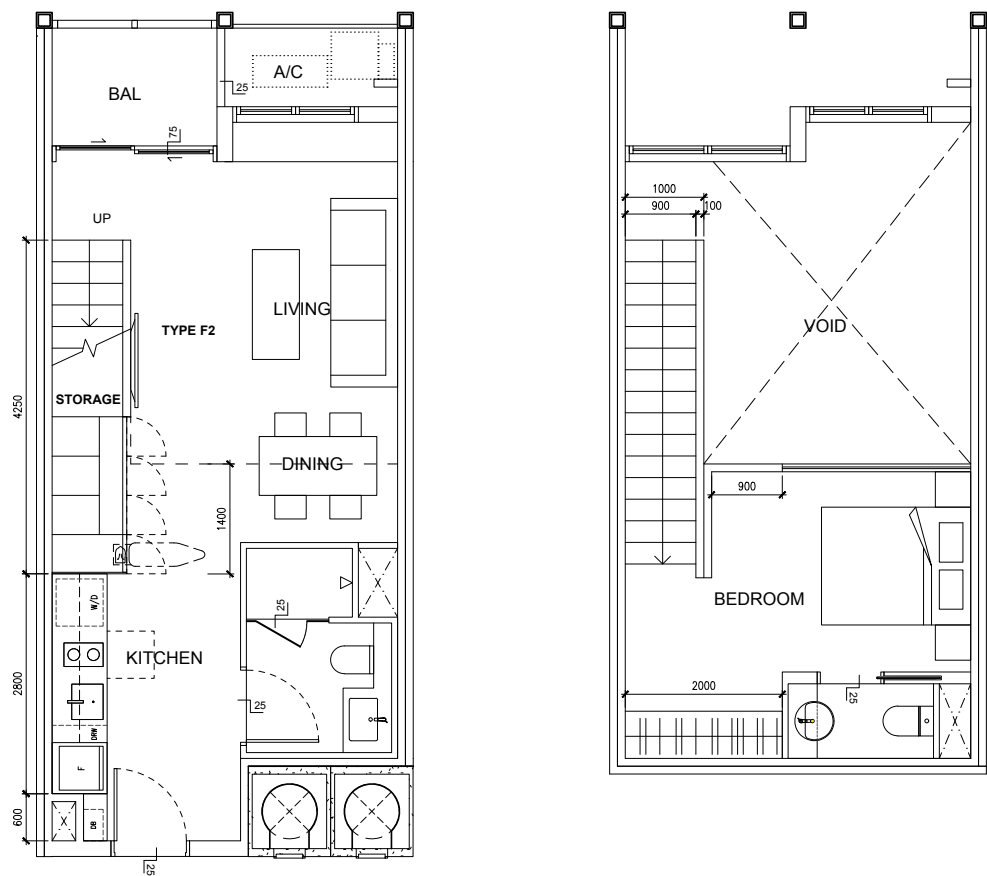 A/C
25
BAL
75
UP
LIVING
TYPE F2
STORAGE
4250
DINING
1400
W/D
25
KITCHEN
2800
25
DRW
F
600
DB
25
1000
900
100
VOID
900
BEDROOM
2000
25